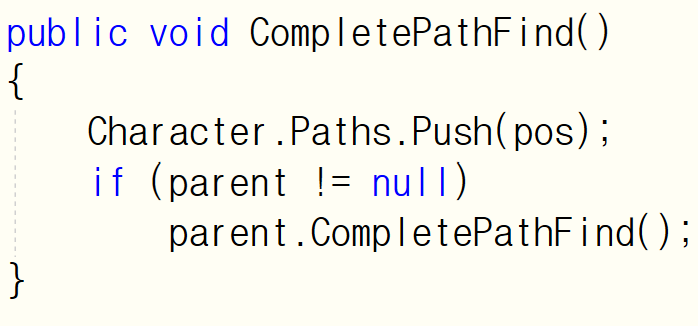 public void CompletePathFind()
{
Character.Paths.Push(pos);
if (parent != null)
parent.CompletePathFind();
}